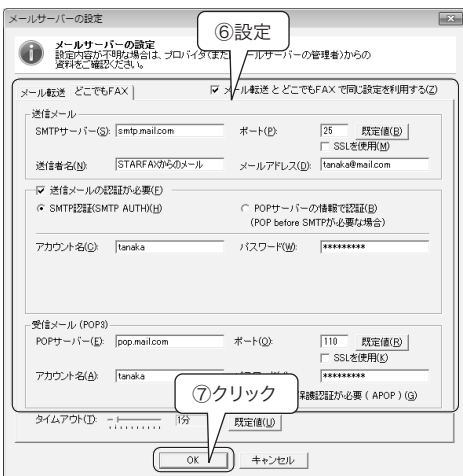 メールサーバーの設定
⑥設定
メールサーバーの設定
設定内容が不明な場合は、プロバイダ(また
ールサーバーの管理者)からの
資料をご確認ください。
メール転送 どこでもFAX
メール転送 と どこでもFAX で同じ設定を利用する(Z)
送信メール
SMTPサーバー(S): smtp.mail.com ポート(P): 25 既定値(B)
SSLを使用(M)
送信者名(N): STARFAXからのメール メールアドレス(D): tanaka@mail.com
送信メールの認証が必要(F)
SMTP認証(SMTP AUTH)(H) POPサーバーの情報で認証(B)
(POP before SMTPが必要な場合)
アカウント名(C): tanaka パスワード(W): *********
受信メール (POP3)
POPサーバー(E): pop.mail.com ポート(O): 110 既定値(R)
SSLを使用(K)
アカウント名(A): tanaka *********
⑦クリック
保護認証が必要 ( APOP ) (G)
タイムアウト(T): 1分 既定値(U)
OK キャンセル